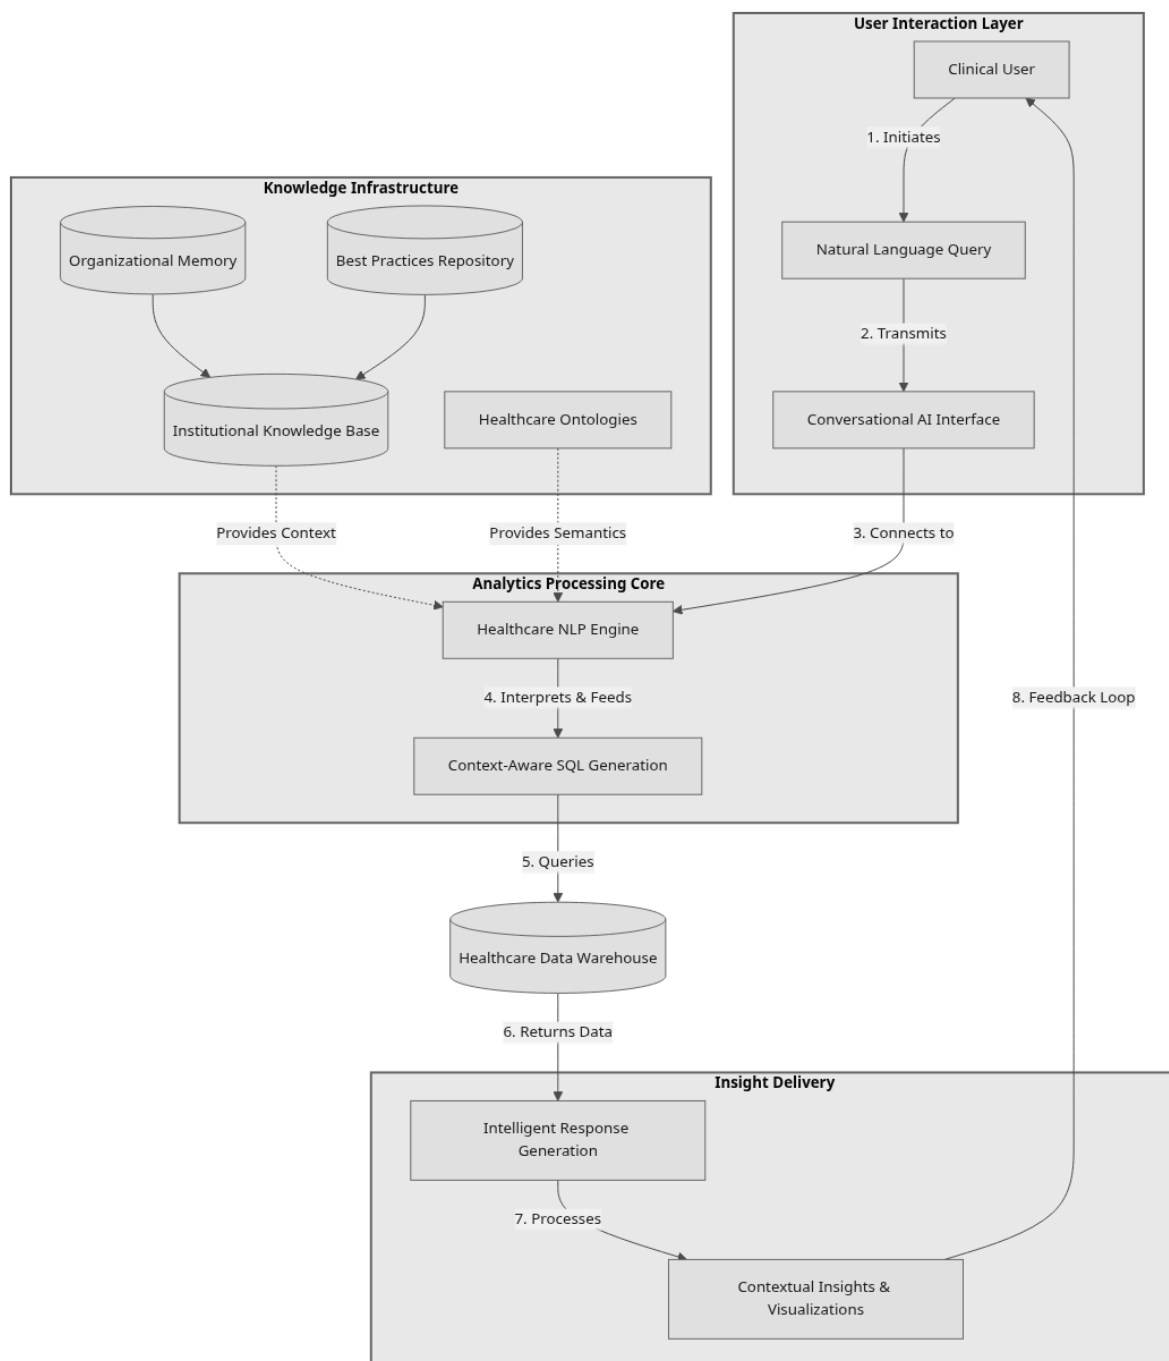 User Interaction Layer
Clinical User
1. Initiates
Knowledge Infrastructure
Organizational Memory
Best Practices Repository
Natural Language Query
2. Transmits
Institutional Knowledge Base
Healthcare Ontologies
Conversational AI Interface
Provides Context
Provides Semantics
3. Connects to
Analytics Processing Core
Healthcare NLP Engine
4. Interprets & Feeds
8. Feedback Loop
Context-Aware SQL Generation
5. Queries
Healthcare Data Warehouse
6. Returns Data
Insight Delivery
Intelligent Response
Generation
7. Processes
Contextual Insights &
Visualizations